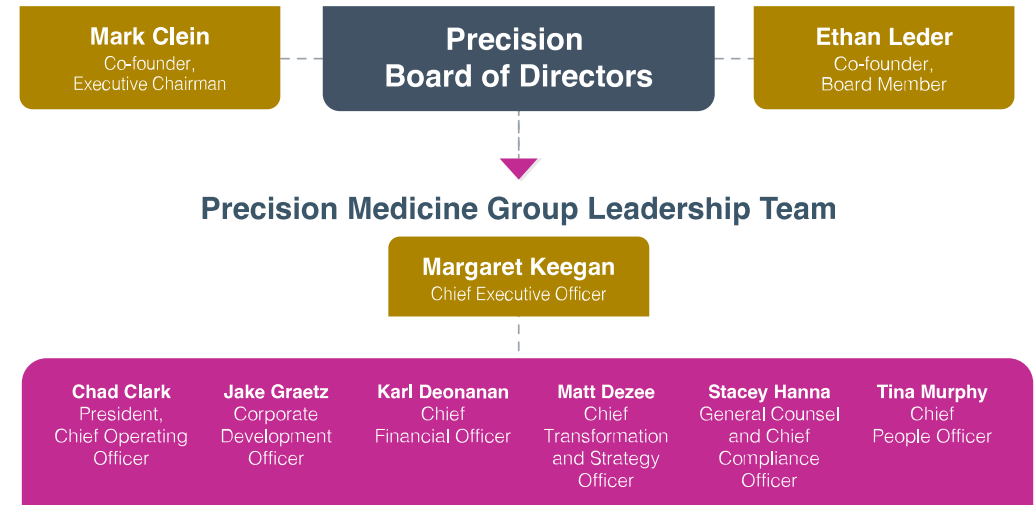 Mark Clein
Co-founder,
Executive Chairman
Precision
Board of Directors
Ethan Leder
Co-founder,
Board Member
Precision Medicine Group Leadership Team
Margaret Keegan
Chief Executive Officer
Chad Clark
President,
Chief Operating
Officer
Jake Graetz
Corporate
Development
Officer
Karl Deonanan
Chief
Financial Officer
Matt Dezee
Chief
Transformation
and Strategy
Officer
Stacey Hanna
General Counsel
and Chief
Compliance
Officer
Tina Murphy
Chief
People Officer